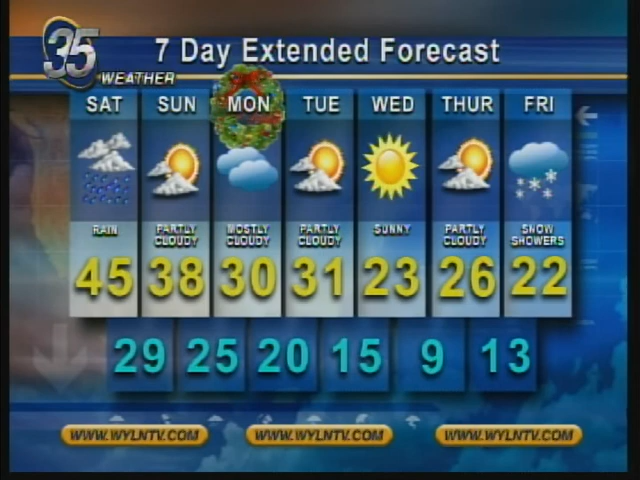 35
WEATHER
7 Day Extended Forecast
SAT SUN MON TUE WED THUR FRI
RAIN PARTLY CLOUDY MOSTLY CLOUDY PARTLY CLOUDY SUNNY PARTLY CLOUDY SNOW SHOWERS
45 38 30 31 23 26 22
29 25 20 15 9 13
WWW.WYLNTV.COM WWW.WYLNTV.COM WWW.WYLNTV.COM